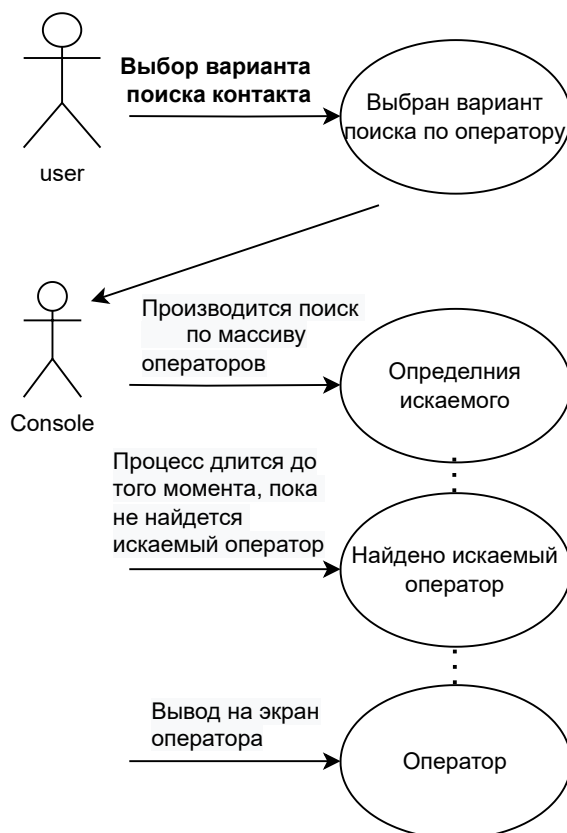 Выбор варианта
поиска контакта
Выбран вариант
поиска по оператору
user
Производится поиск
по массиву
операторов
Определния
искаемого
Console
Процесс длится до
того момента, пока
не найдется
искаемый оператор
Найдено искаемый
оператор
Вывод на экран
оператора
Оператор